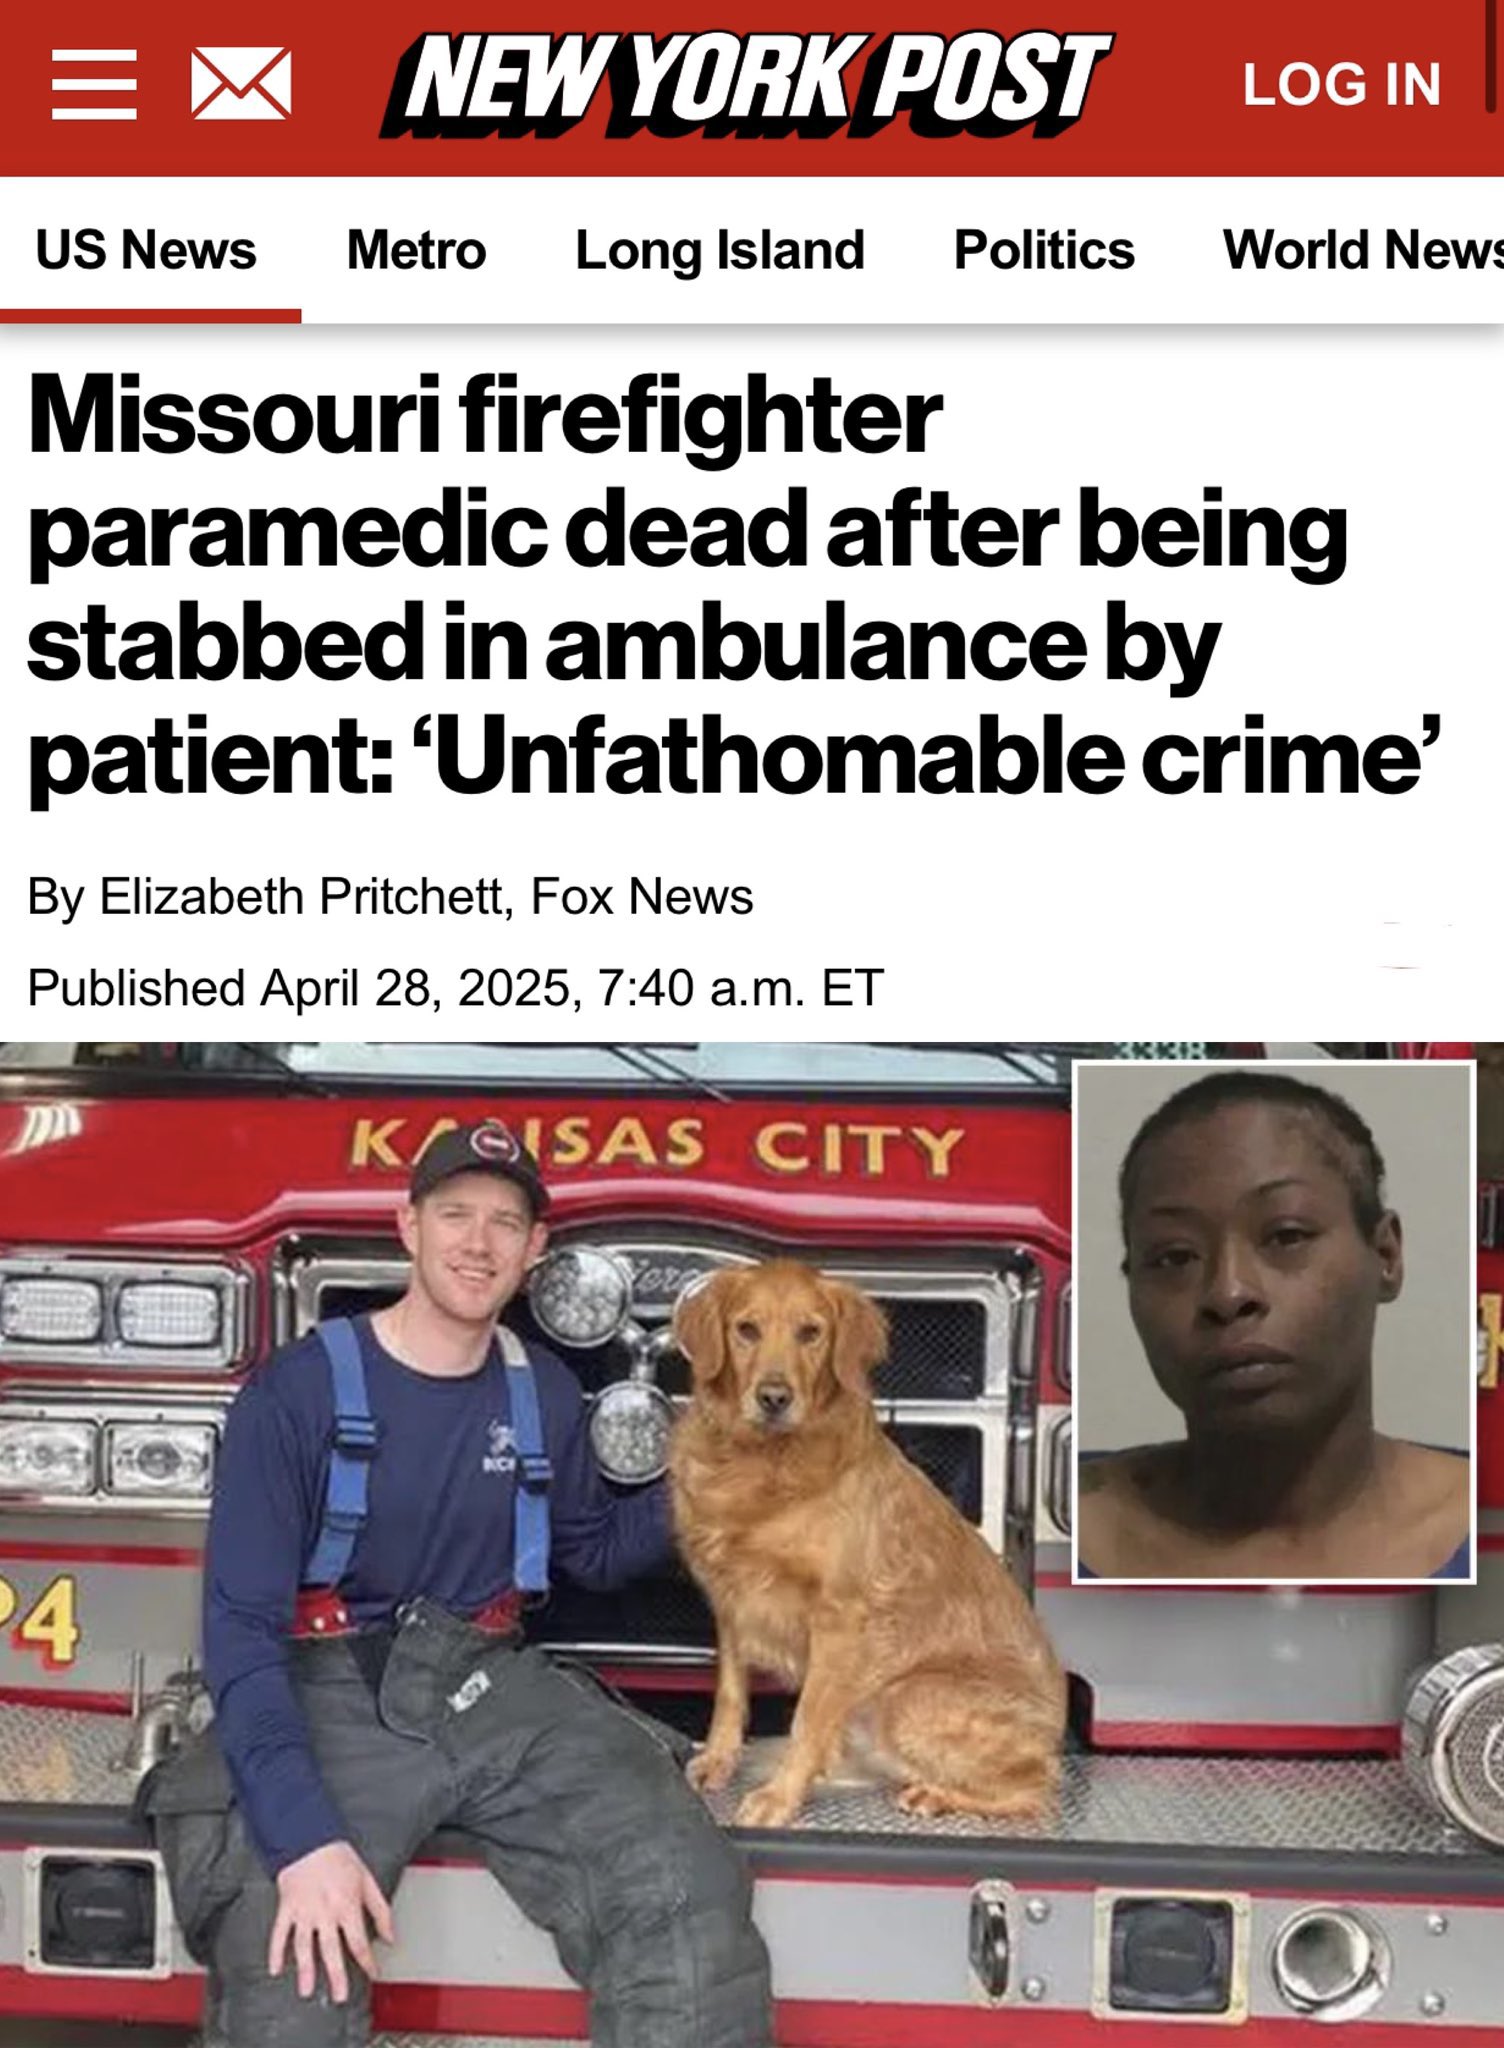 NEW YORK POST
LOG IN
US News Metro Long Island Politics World News
Missouri firefighter
paramedic dead after being
stabbed in ambulance by
patient: ‘Unfathomable crime’
By Elizabeth Pritchett, Fox News
Published April 28, 2025, 7:40 a.m. ET
KANSAS CITY